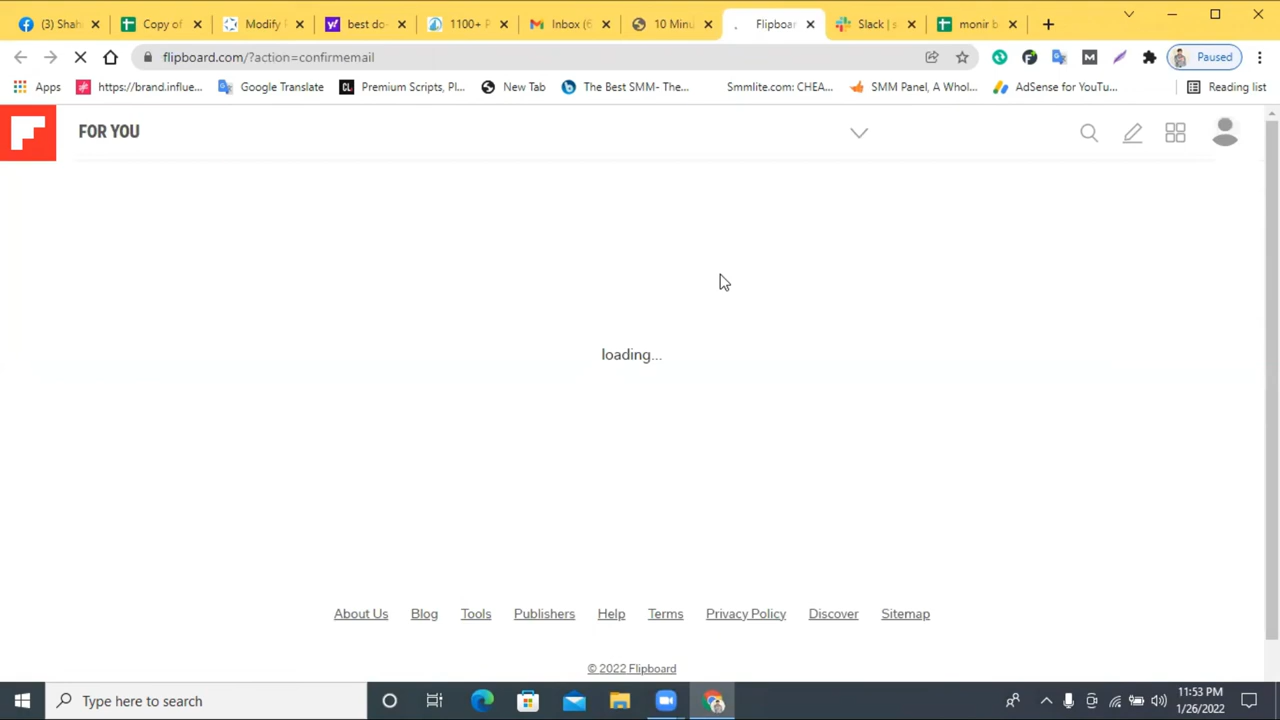 (3) Shah
Copy of
Modify
best do
1100+ P
Inbox (6
10 Minu
Flipboar
Slack | s
monir b
flipboard.com/?action=confirmemail
Paused
Apps
https://brand.influe...
Google Translate
Premium Scripts, Pl...
New Tab
The Best SMM- The...
Smmlite.com: CHEA...
SMM Panel, A Whol...
AdSense for YouTu...
Reading list
FOR YOU
loading...
About Us Blog Tools Publishers Help Terms Privacy Policy Discover Sitemap
© 2022 Flipboard
Type here to search
11:53 PM
1/26/2022